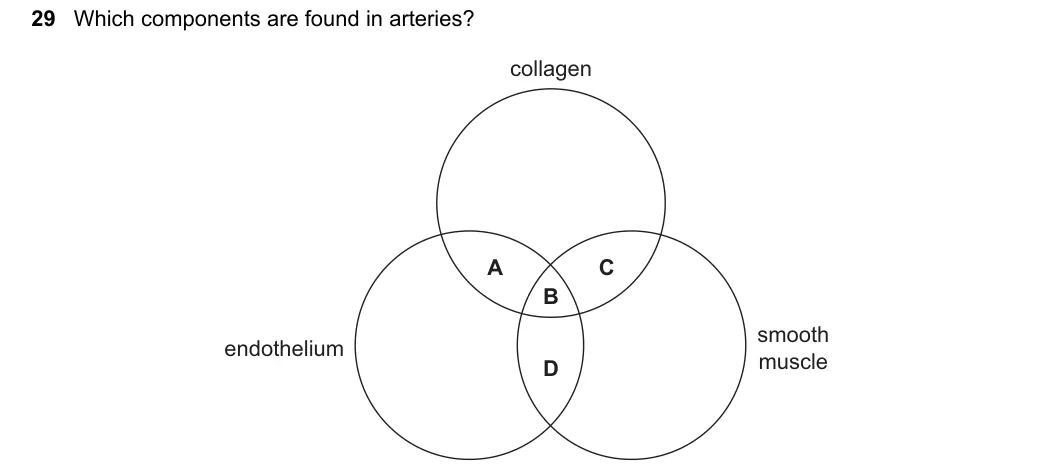 29 Which components are found in arteries?
collagen
A
C
B
endothelium
smooth
muscle
D